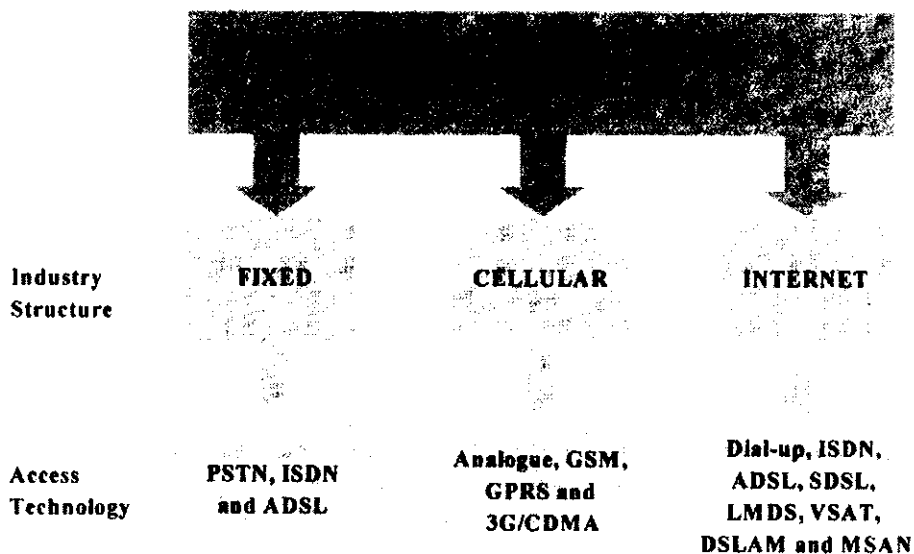 Industry
Structure
FIXED
CELLULAR
INTERNET
Access
Technology
PSTN, ISDN
and ADSL
Analogue, GSM,
GPRS and
3G/CDMA
Dial-up, ISDN,
ADSL, SDSL,
LMDS, VSAT,
DSLAM and MSAN